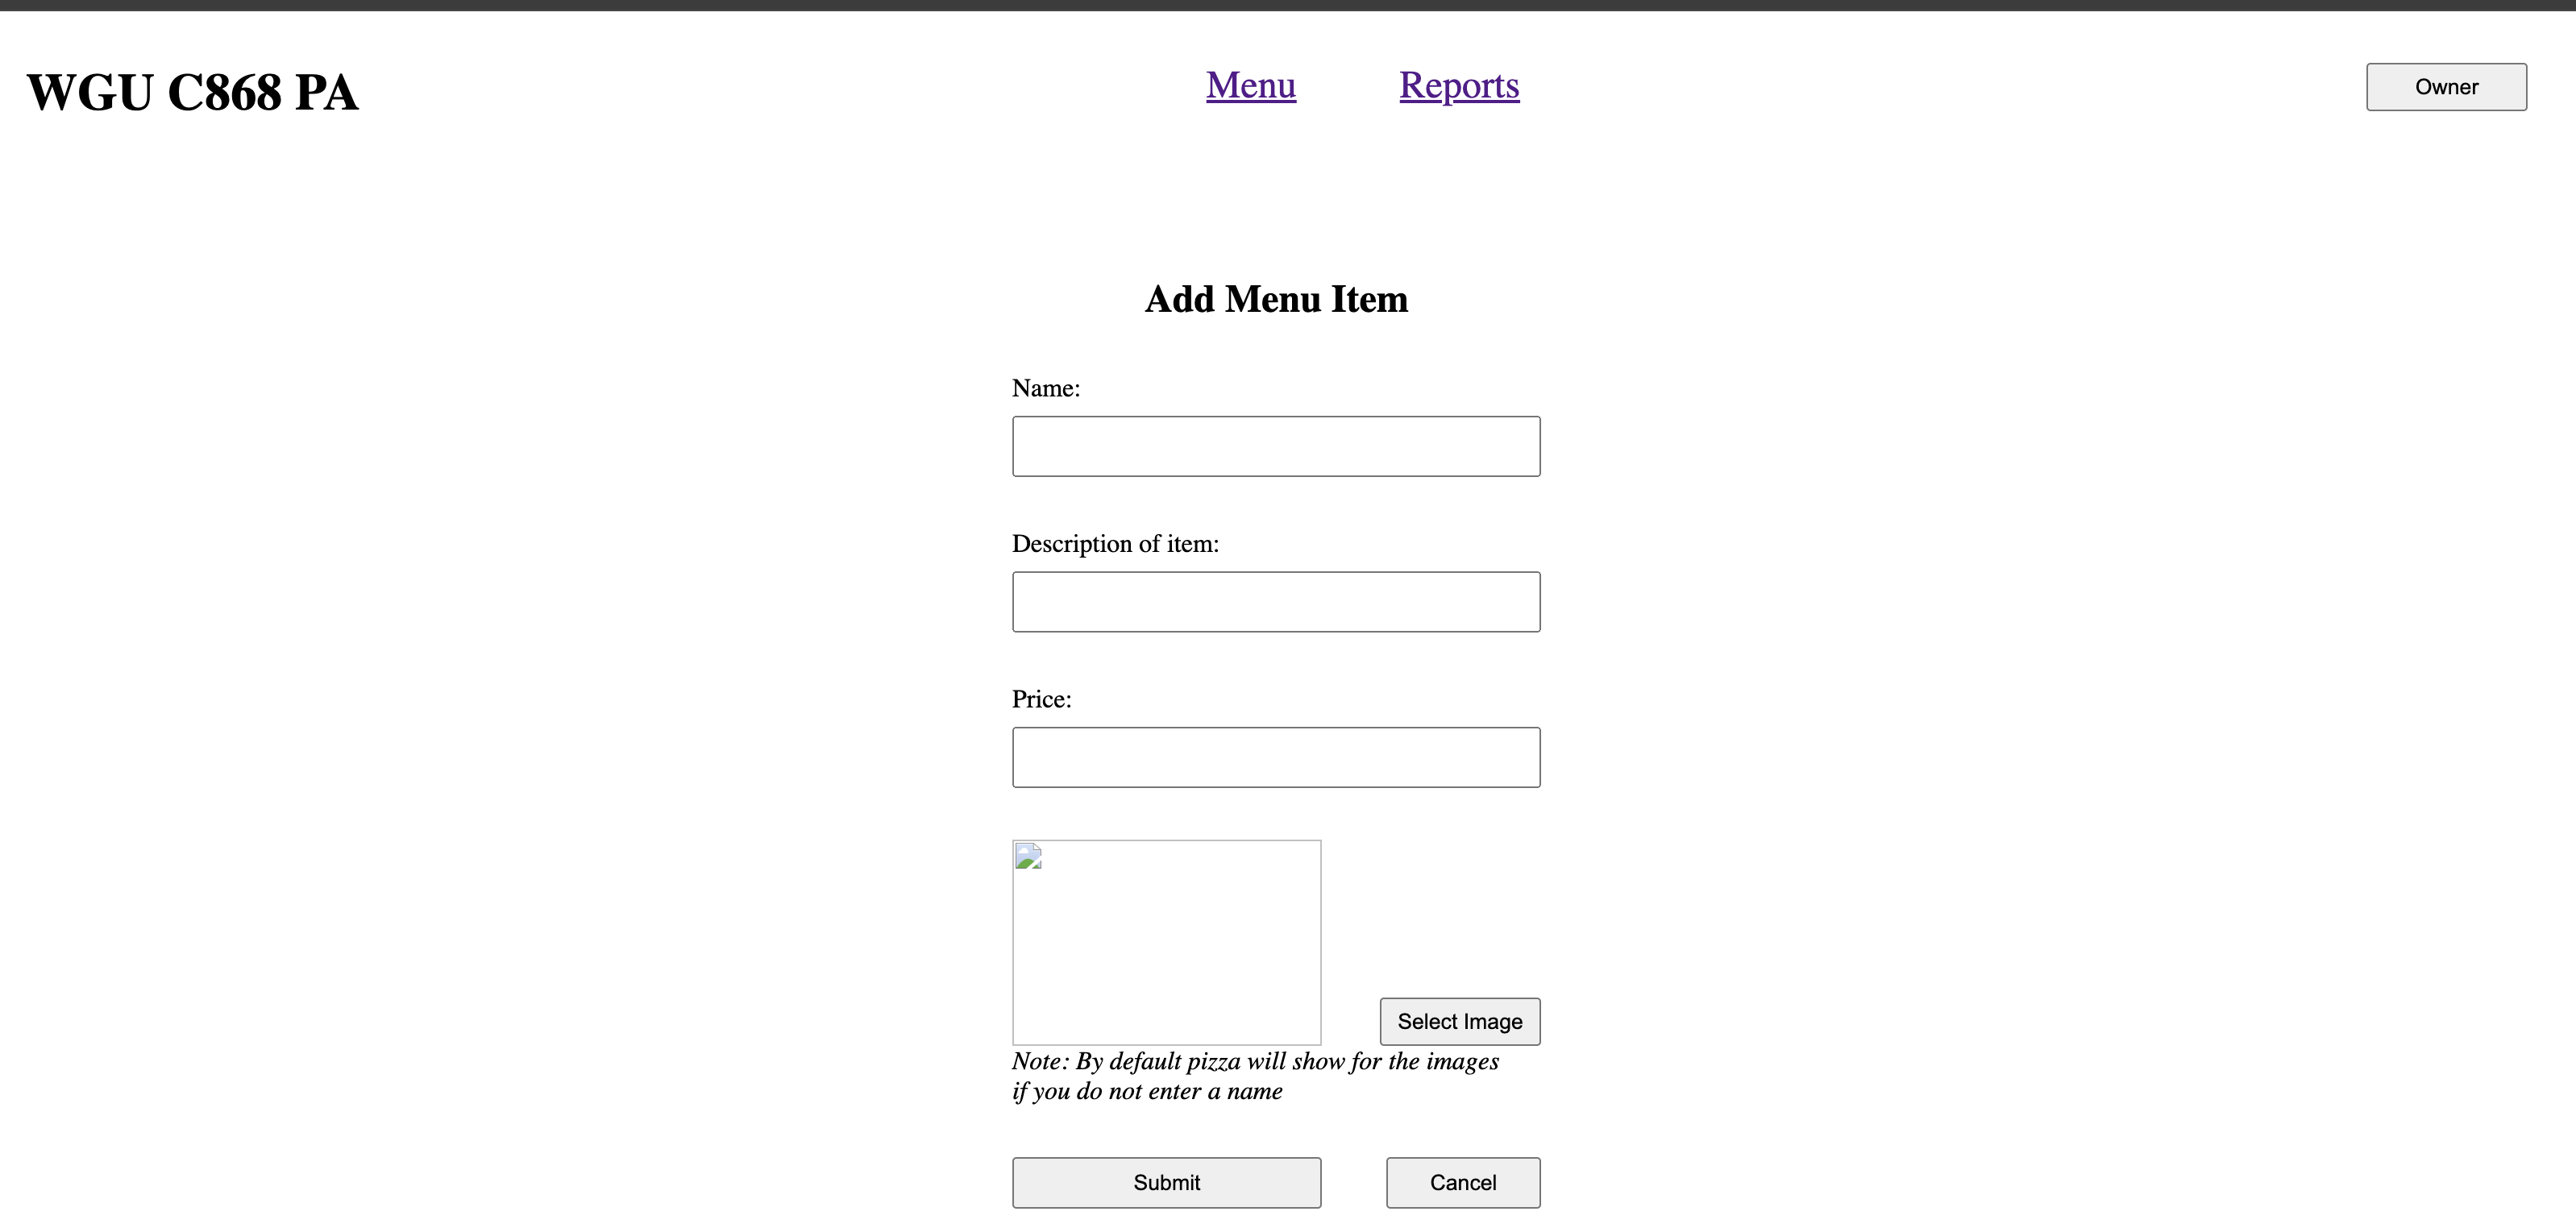 WGU C868 PA
Menu
Reports
Owner
Add Menu Item
Name:
Description of item:
Price:
Select Image
Note: By default pizza will show for the images
if you do not enter a name
Submit
Cancel